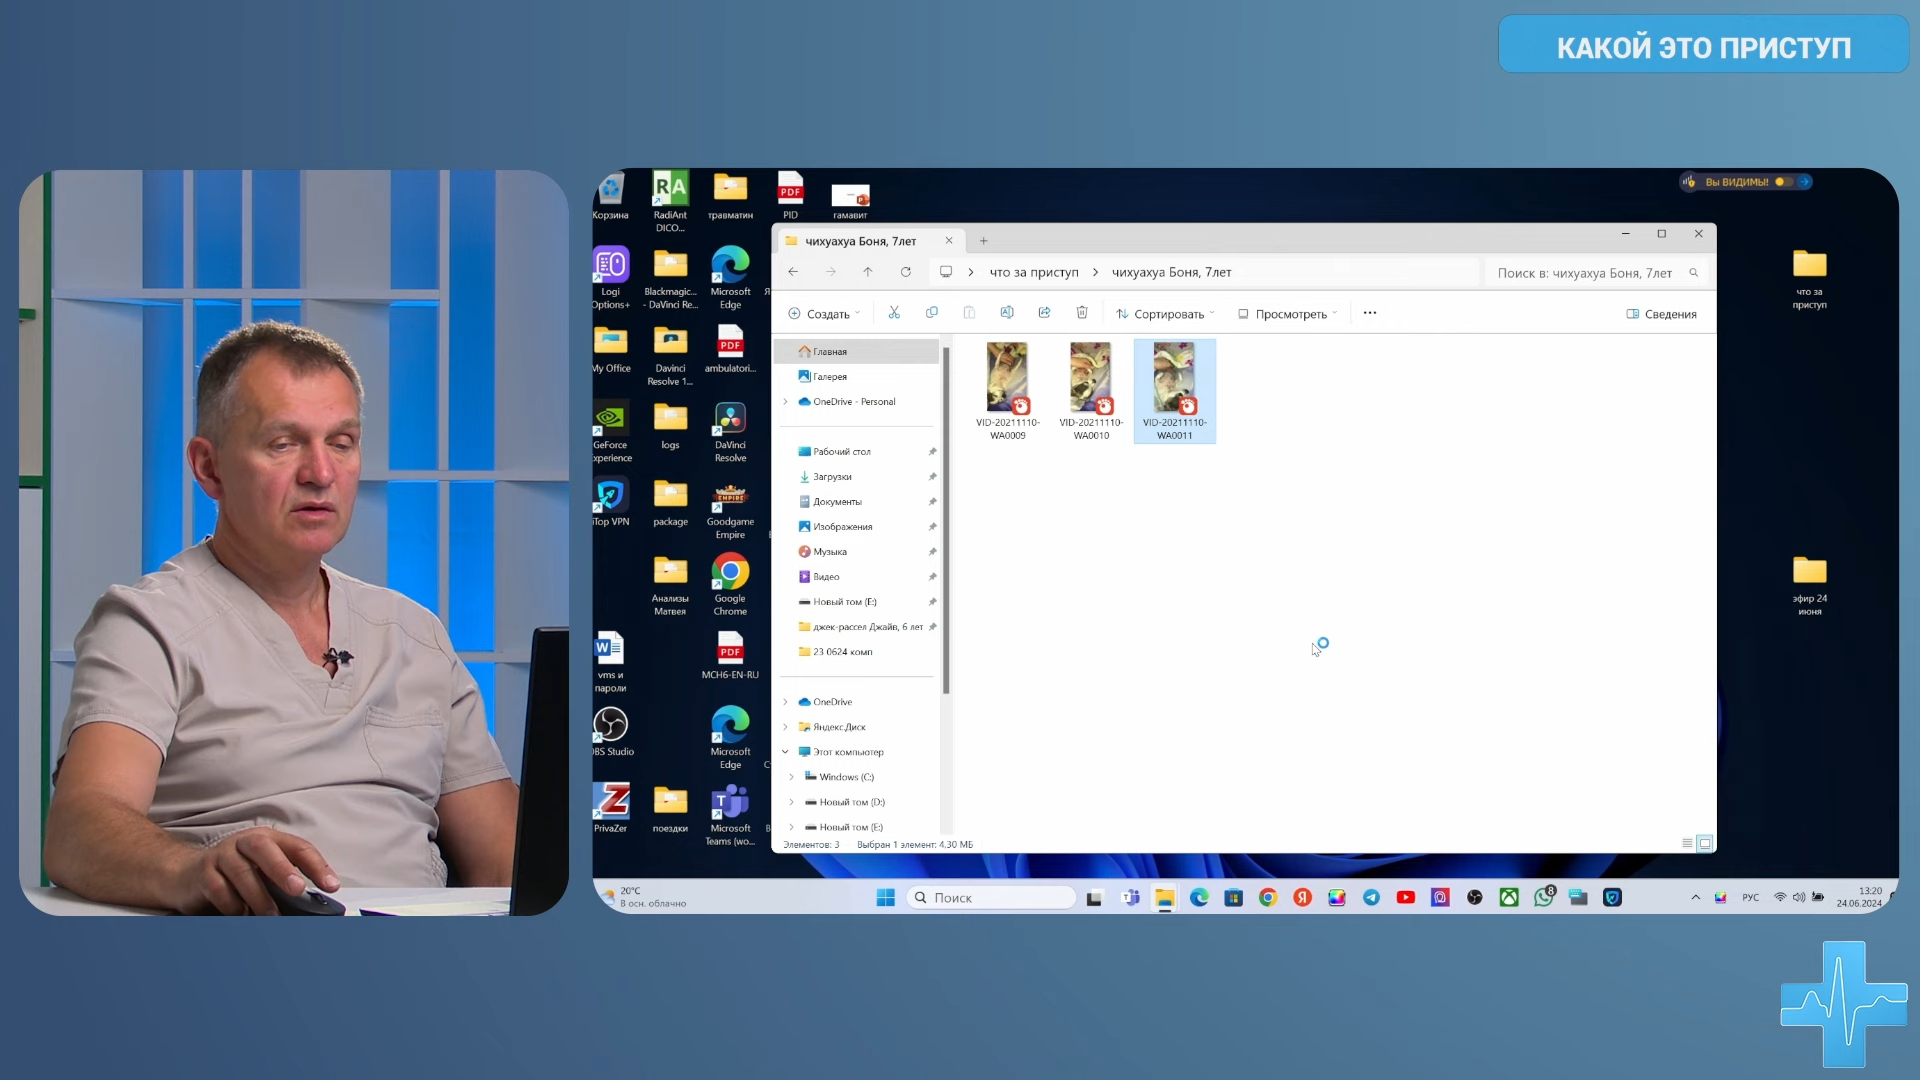 КАКОЙ ЭТО ПРИСТУП
Вы ВИДИМЫ!
Корзина
RadiAnt
DICO...
травматин
PID
гамавит
Logi
Options+
Blackmagic...
- DaVinci Re...
Microsoft
Edge
My Office
Davinci
Resolve 1...
ambulatori...
GeForce
Experience
logs
DaVinci
Resolve
iTop VPN
package
Goodgame
Empire
Анализы
Матвея
Google
Chrome
vms и
пароли
MCH6-EN-RU
OBS Studio
Microsoft
Edge
PrivaZer
поездки
Microsoft
Teams (wo...
что за
приступ
эфир 24
июня
чихуахуа Боня, 7лет
что за приступ
чихуахуа Боня, 7лет
Поиск в: чихуахуа Боня, 7лет
Создать
Сортировать
Просмотреть
Сведения
Главная
Галерея
OneDrive - Personal
Рабочий стол
Загрузки
Документы
Изображения
Музыка
Видео
Новый том (E:)
джек-рассел Джайв, 6 лет
23 0624 комп
OneDrive
Яндекс.Диск
Этот компьютер
Windows (C:)
Новый том (D:)
Новый том (E:)
VID-20211110-
WA0009
VID-20211110-
WA0010
VID-20211110-
WA0011
Элементов: 3 Выбран 1 элемент: 4,30 МБ
20°C
В осн. облачно
Поиск
8
РУС
13:20
24.06.2024